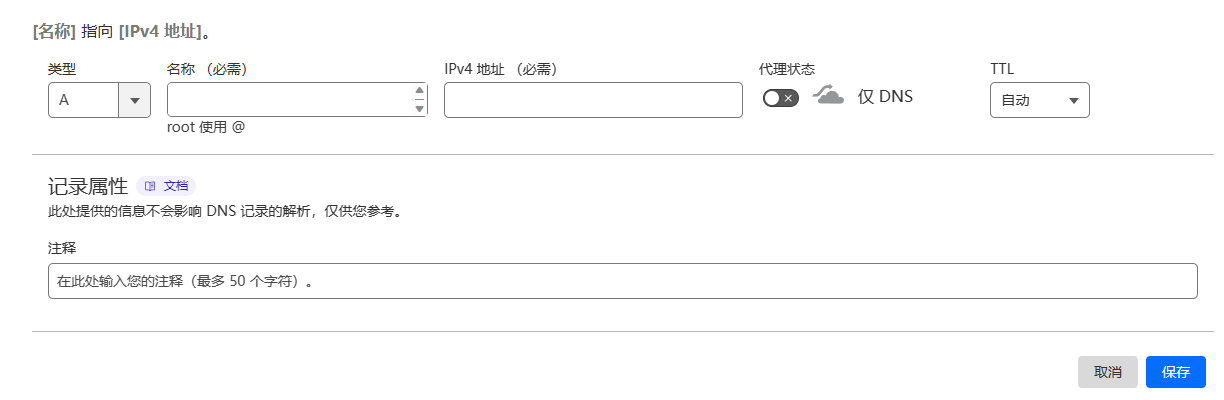 [名称] 指向 [IPv4 地址]。
类型 名称 （必需） IPv4 地址 （必需） 代理状态 TTL
A 仅 DNS 自动
root 使用 @
记录属性 文档
此处提供的信息不会影响 DNS 记录的解析，仅供您参考。
注释
在此处输入您的注释（最多 50 个字符）。
取消 保存